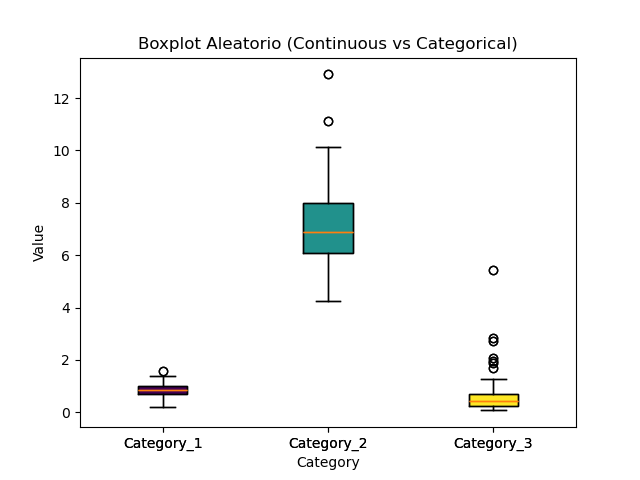 Boxplot Aleatorio (Continuous vs Categorical)
12
10
8
6
4
2
0
Value
Category_1
Category_2
Category_3
Category